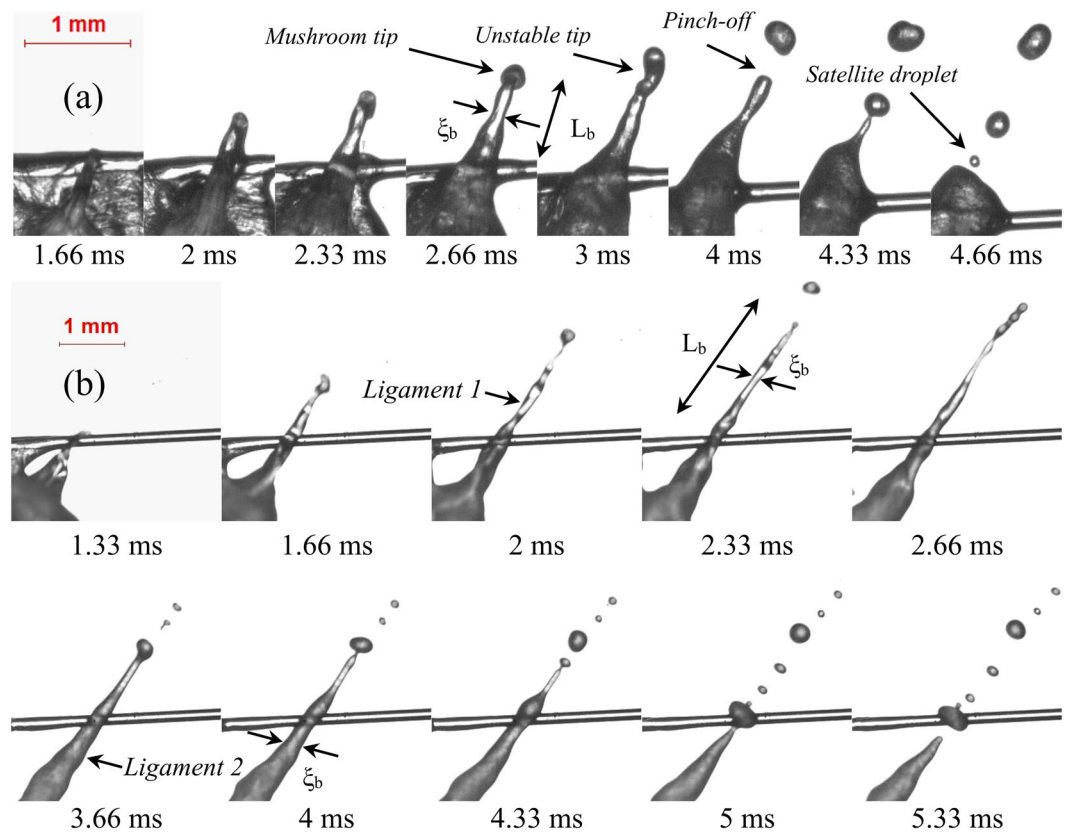 1 mm
Mushroom tip
Unstable tip
Pinch-off
Satellite droplet
(a)
ξb
Lb
1.66 ms
2 ms
2.33 ms
2.66 ms
3 ms
4 ms
4.33 ms
4.66 ms
1 mm
(b)
Ligament 1
Lb
ξb
1.33 ms
1.66 ms
2 ms
2.33 ms
2.66 ms
Ligament 2
ξb
3.66 ms
4 ms
4.33 ms
5 ms
5.33 ms